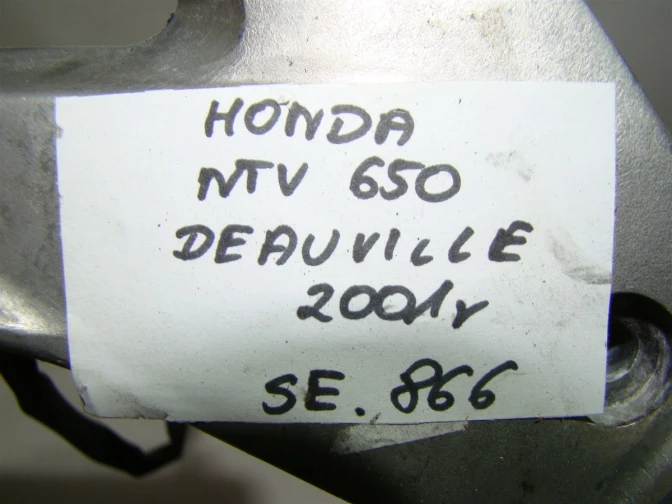 HONDA
NTV 650
DEAUVILLE
2001r
SE. 866